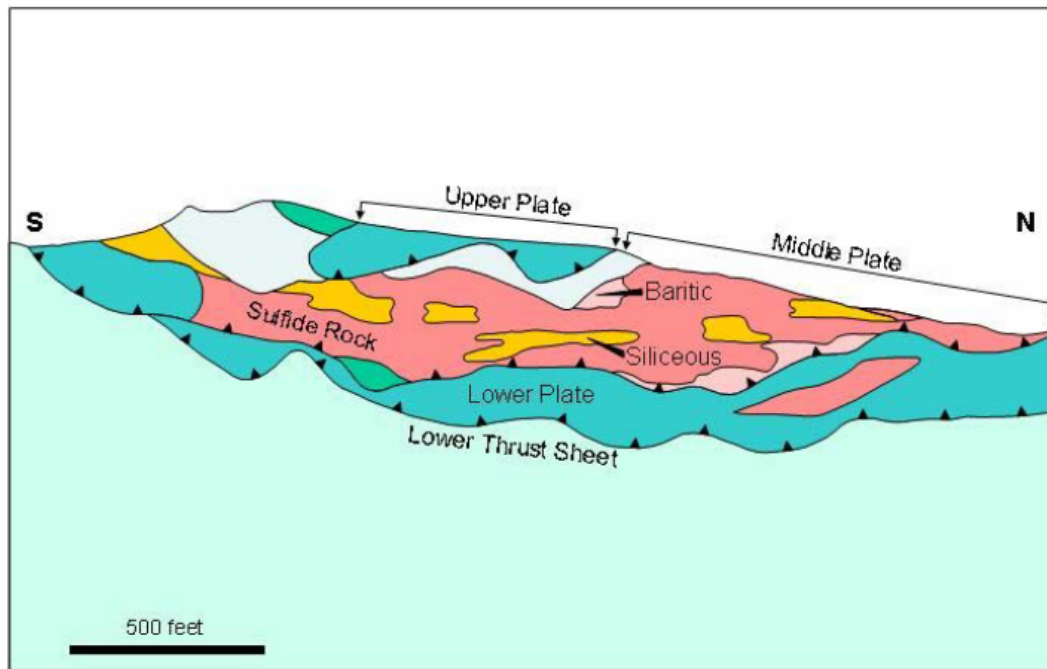 Upper Plate
S
N
Middle Plate
Baritic
Sulfide Rock
Siliceous
Lower Plate
Lower Thrust Sheet
500 feet